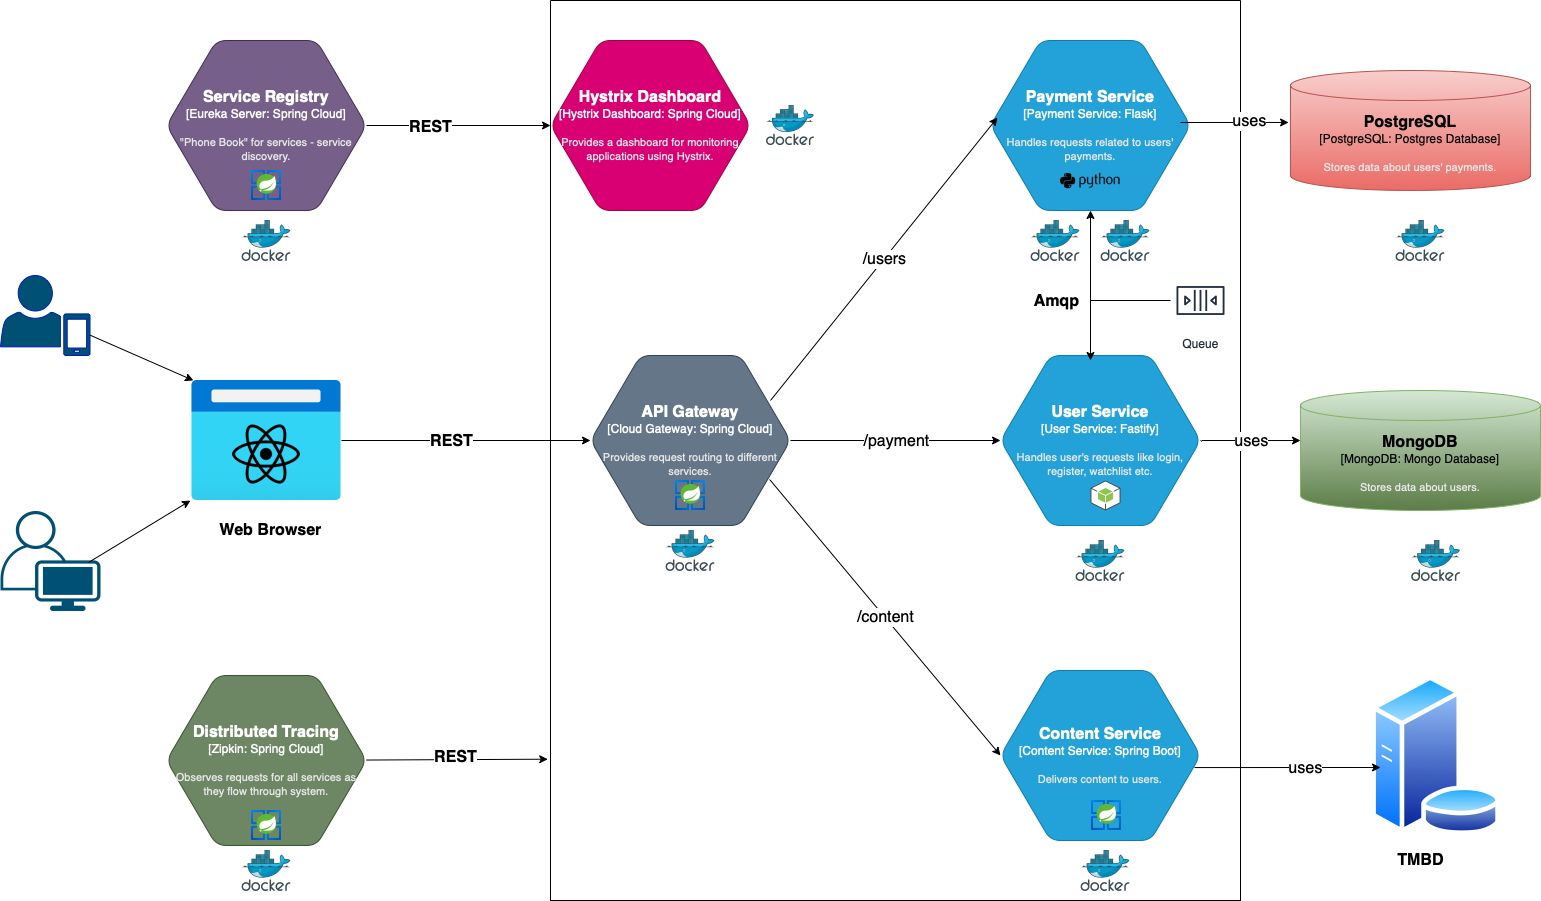 Service Registry
[Eureka Server: Spring Cloud]
"Phone Book" for services - service
discovery.
docker
REST
Hystrix Dashboard
[Hystrix Dashboard: Spring Cloud]
Provides a dashboard for monitoring
applications using Hystrix.
docker
Payment Service
[Payment Service: Flask]
Handles requests related to users'
payments.
python
docker
docker
uses
PostgreSQL
[PostgreSQL: Postgres Database]
Stores data about users' payments.
docker
/users
Amqp
Queue
Web Browser
REST
API Gateway
[Cloud Gateway: Spring Cloud]
Provides request routing to different
services.
docker
/payment
User Service
[User Service: Fastify]
Handles user's requests like login,
register, watchlist etc.
docker
uses
MongoDB
[MongoDB: Mongo Database]
Stores data about users.
docker
/content
Distributed Tracing
[Zipkin: Spring Cloud]
Observes requests for all services as
they flow through system.
docker
REST
Content Service
[Content Service: Spring Boot]
Delivers content to users.
docker
uses
TMBD